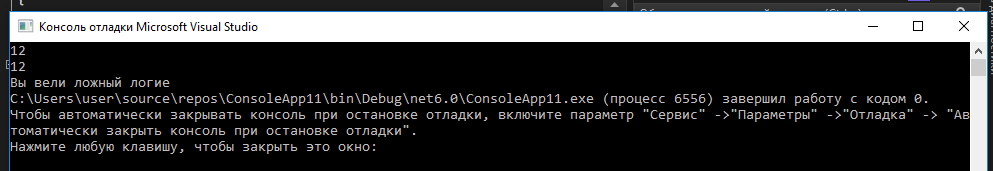 Консоль отладки Microsoft Visual Studio
12
12
Вы вели ложный логие
C:\Users\user\source\repos\ConsoleApp11\bin\Debug\net6.0\ConsoleApp11.exe (процесс 6556) завершил работу с кодом 0.
Чтобы автоматически закрывать консоль при остановке отладки, включите параметр "Сервис" ->"Параметры" ->"Отладка" -> "Ав
томатически закрыть консоль при остановке отладки".
Нажмите любую клавишу, чтобы закрыть это окно: